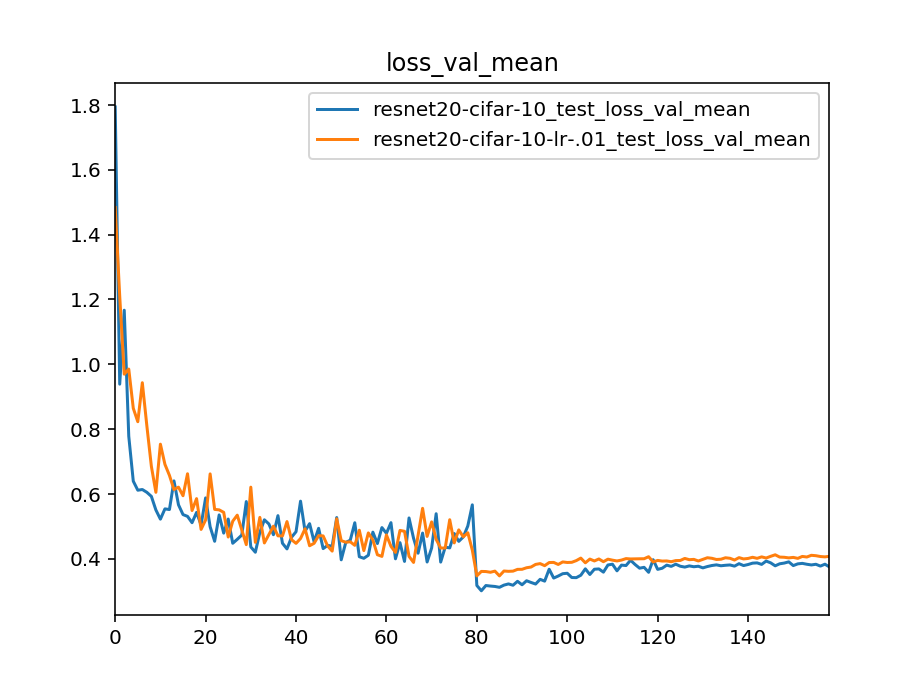 loss_val_mean
resnet20-cifar-10_test_loss_val_mean
resnet20-cifar-10-lr-.01_test_loss_val_mean
1.8
1.6
1.4
1.2
1.0
0.8
0.6
0.4
0 20 40 60 80 100 120 140